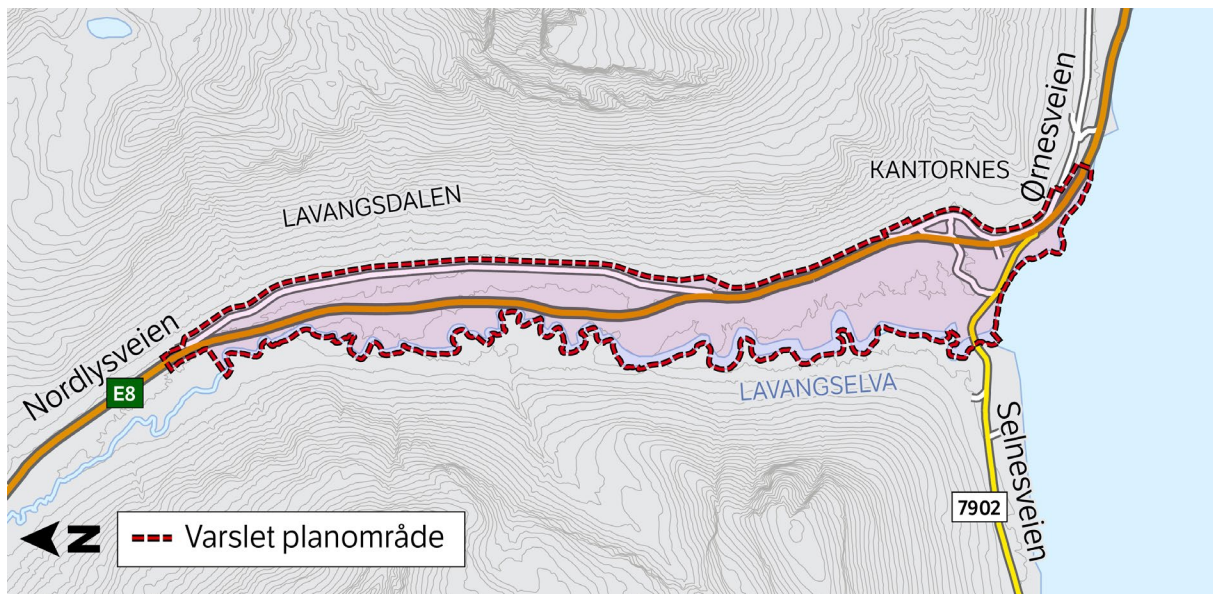 Ørnesveien
KANTORNES
LAVANGSDALEN
Nordlysveien
E8
LAVANGSELVA
Selnesveien
7902
N
Varslet planområde